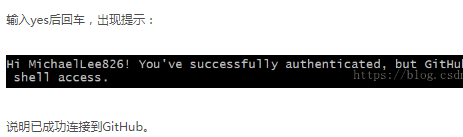 输入yes后回车，出现提示：
Hi MichaelLee826! You've successfully authenticated, but GitHub
shell access.
https://blog.csd
说明已成功连接到GitHub。